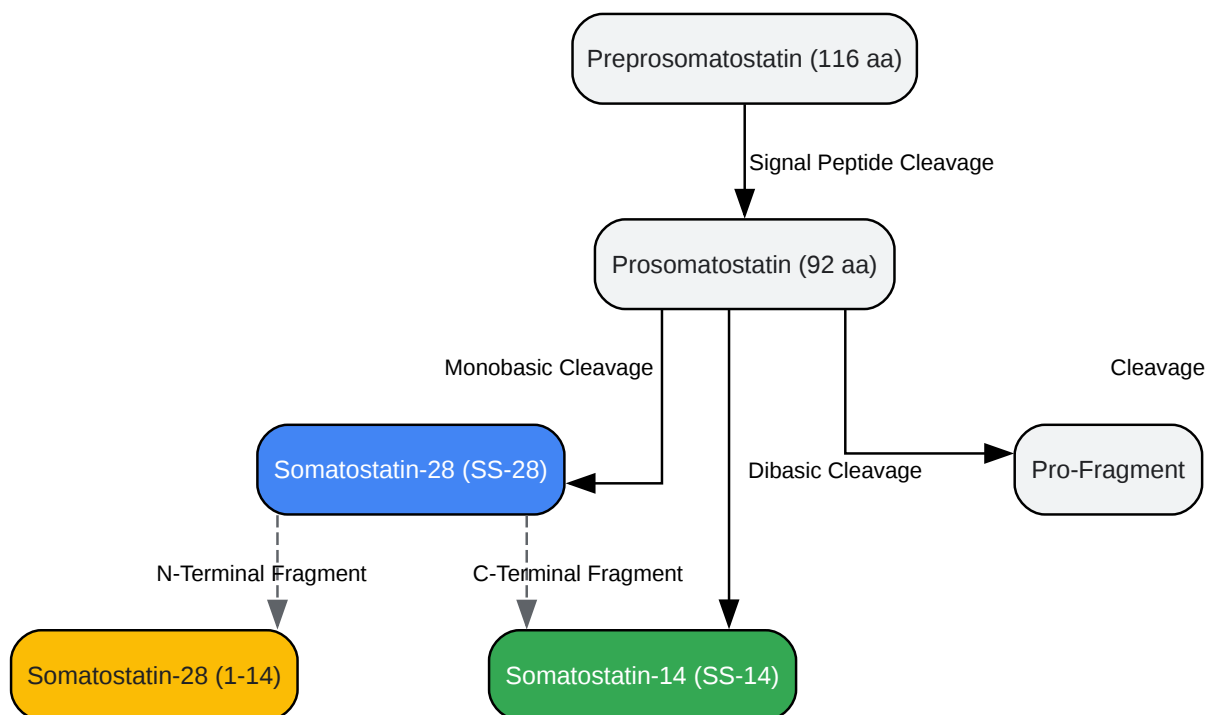 Preprosomatostatin (116 aa)
Signal Peptide Cleavage
Prosomatostatin (92 aa)
Monobasic Cleavage
Cleavage
Somatostatin-28 (SS-28)
Dibasic Cleavage
Pro-Fragment
N-Terminal Fragment
C-Terminal Fragment
Somatostatin-28 (1-14)
Somatostatin-14 (SS-14)